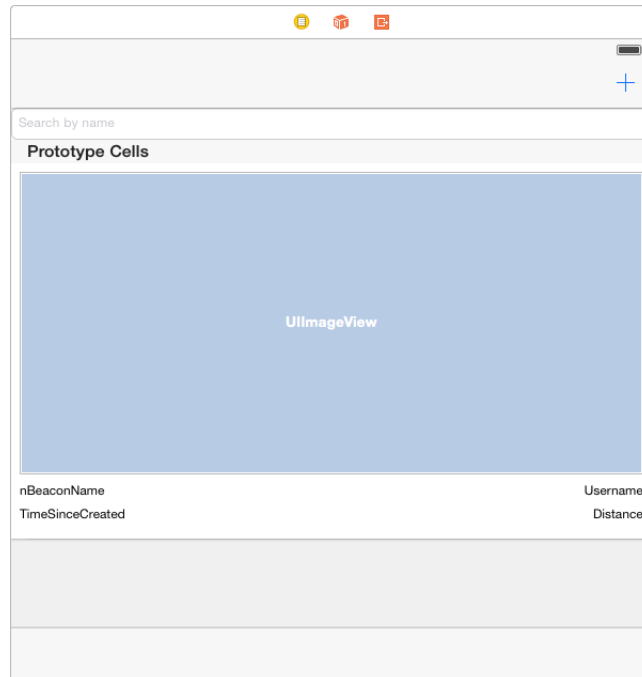 Search by name
Prototype Cells
UIImageView
nBeaconName Username
TimeSinceCreated Distance